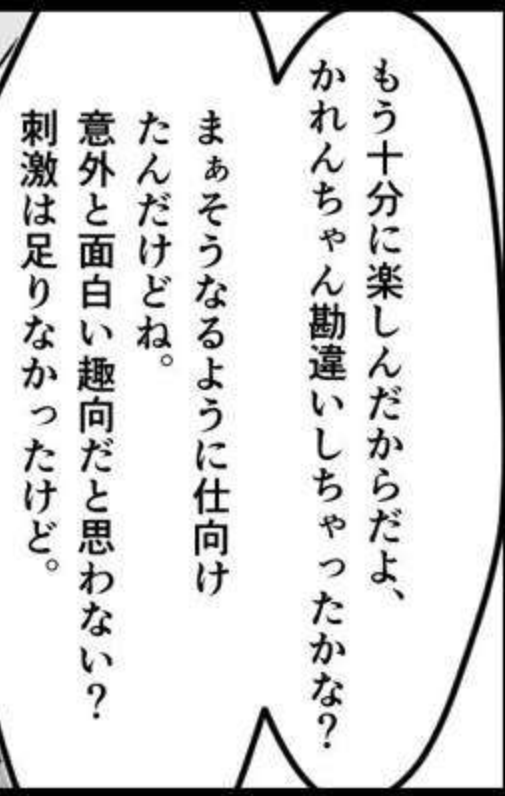 もう十分に楽しんだからだよ、
かれんちゃん勘違いしちゃったかな？
まぁそうなるように仕向け
たんだけどね。
意外と面白い趣向だと思わない？
刺激は足りなかったけど。